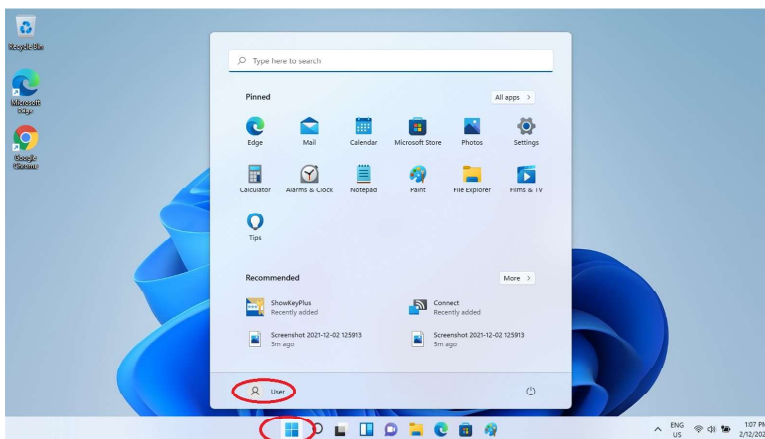 Recycle Bin
Microsoft Edge
Google Chrome
Type here to search
Pinned
All apps >
Edge
Mail
Calendar
Microsoft Store
Photos
Settings
Calculator
Alarms & Clock
Notepad
Paint
File Explorer
Films & TV
Tips
Recommended
More >
ShowKeyPlus
Recently added
Connect
Recently added
Screenshot 2021-12-02 125913
5m ago
Screenshot 2021-12-02 125913
5m ago
User
ENG
US
1:07 PM
2/12/202